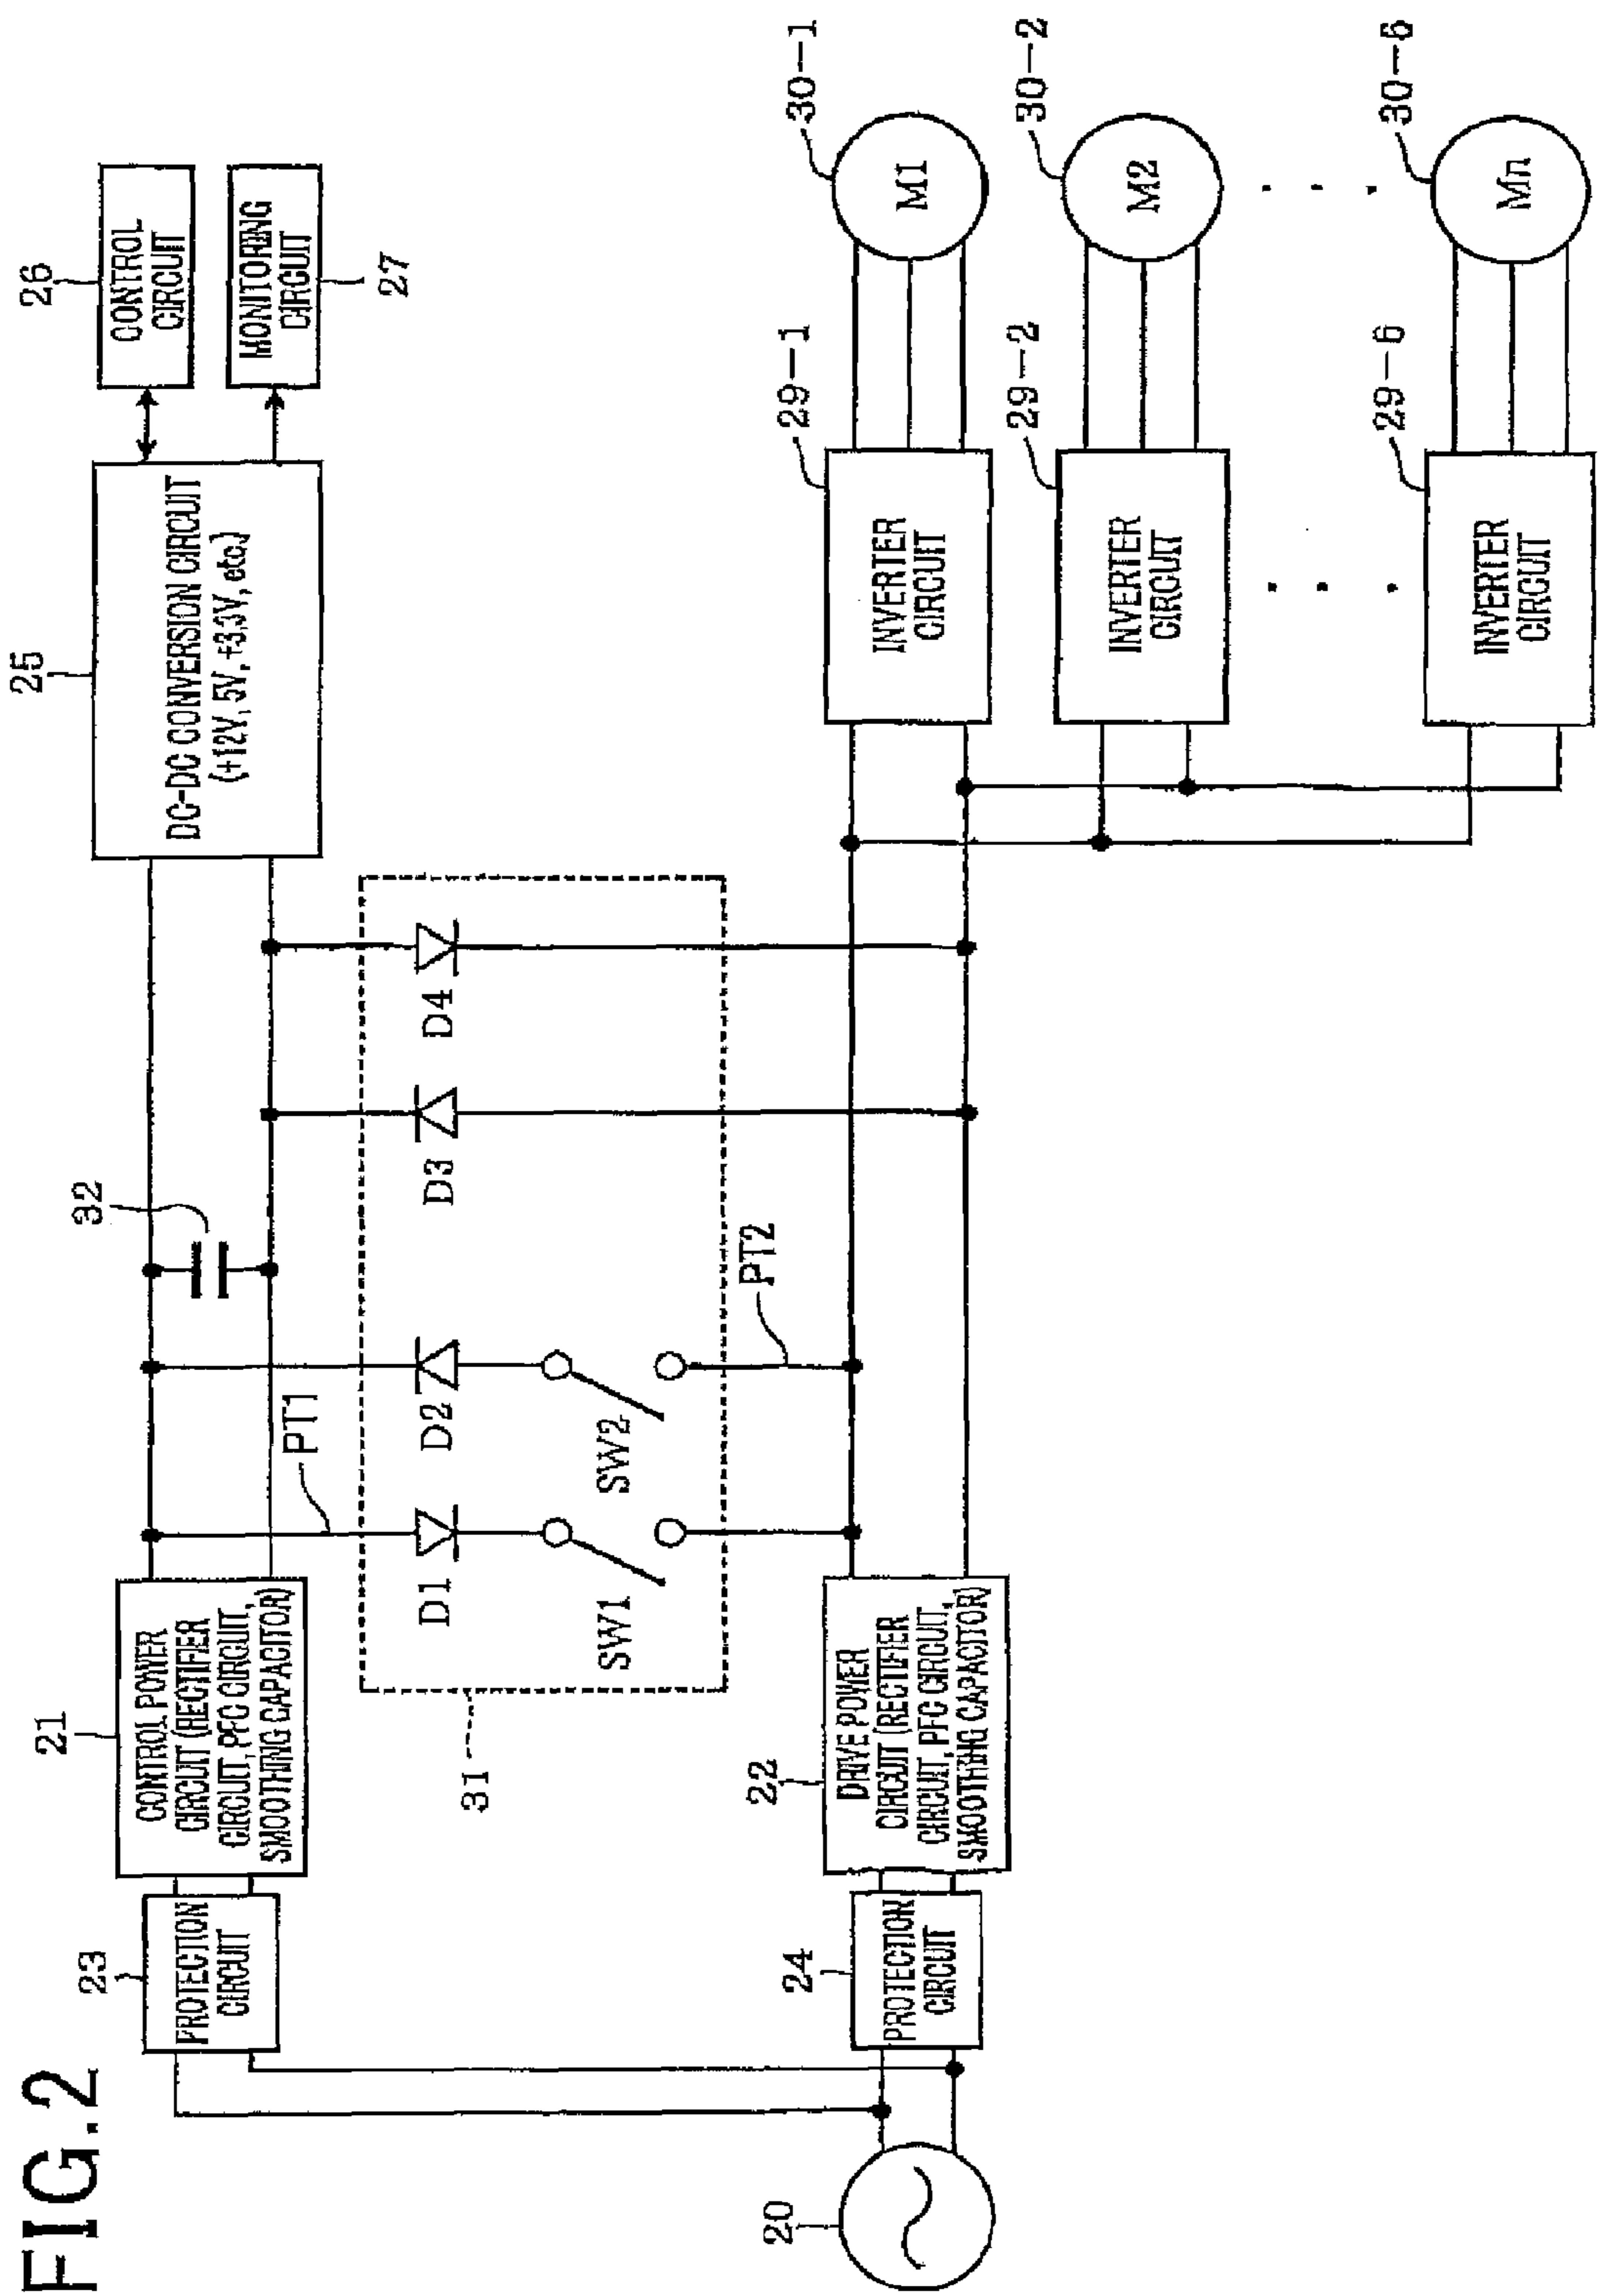 FIG.2
20
23
PROTECTION
CIRCUIT
24
PROTECTION
CIRCUIT
21
CONTROL POWER
CIRCUIT (RECTIFIER
CIRCUIT, PFC CIRCUIT,
SMOOTHING CAPACITOR)
22
DRIVE POWER
CIRCUIT (RECTIFIER
CIRCUIT, PFC CIRCUIT,
SMOOTHING CAPACITOR)
31
PT1
D1
SW1
D2
SW2
PT2
32
D3
D4
25
DC-DC CONVERSION CIRCUIT
(+12V, 5V, +3.3V, etc.)
26
CONTROL
CIRCUIT
MONITORING
CIRCUIT
27
29-1
INVERTER
CIRCUIT
30-1
M1
29-2
INVERTER
CIRCUIT
30-2
M2
29-6
INVERTER
CIRCUIT
30-6
Mn